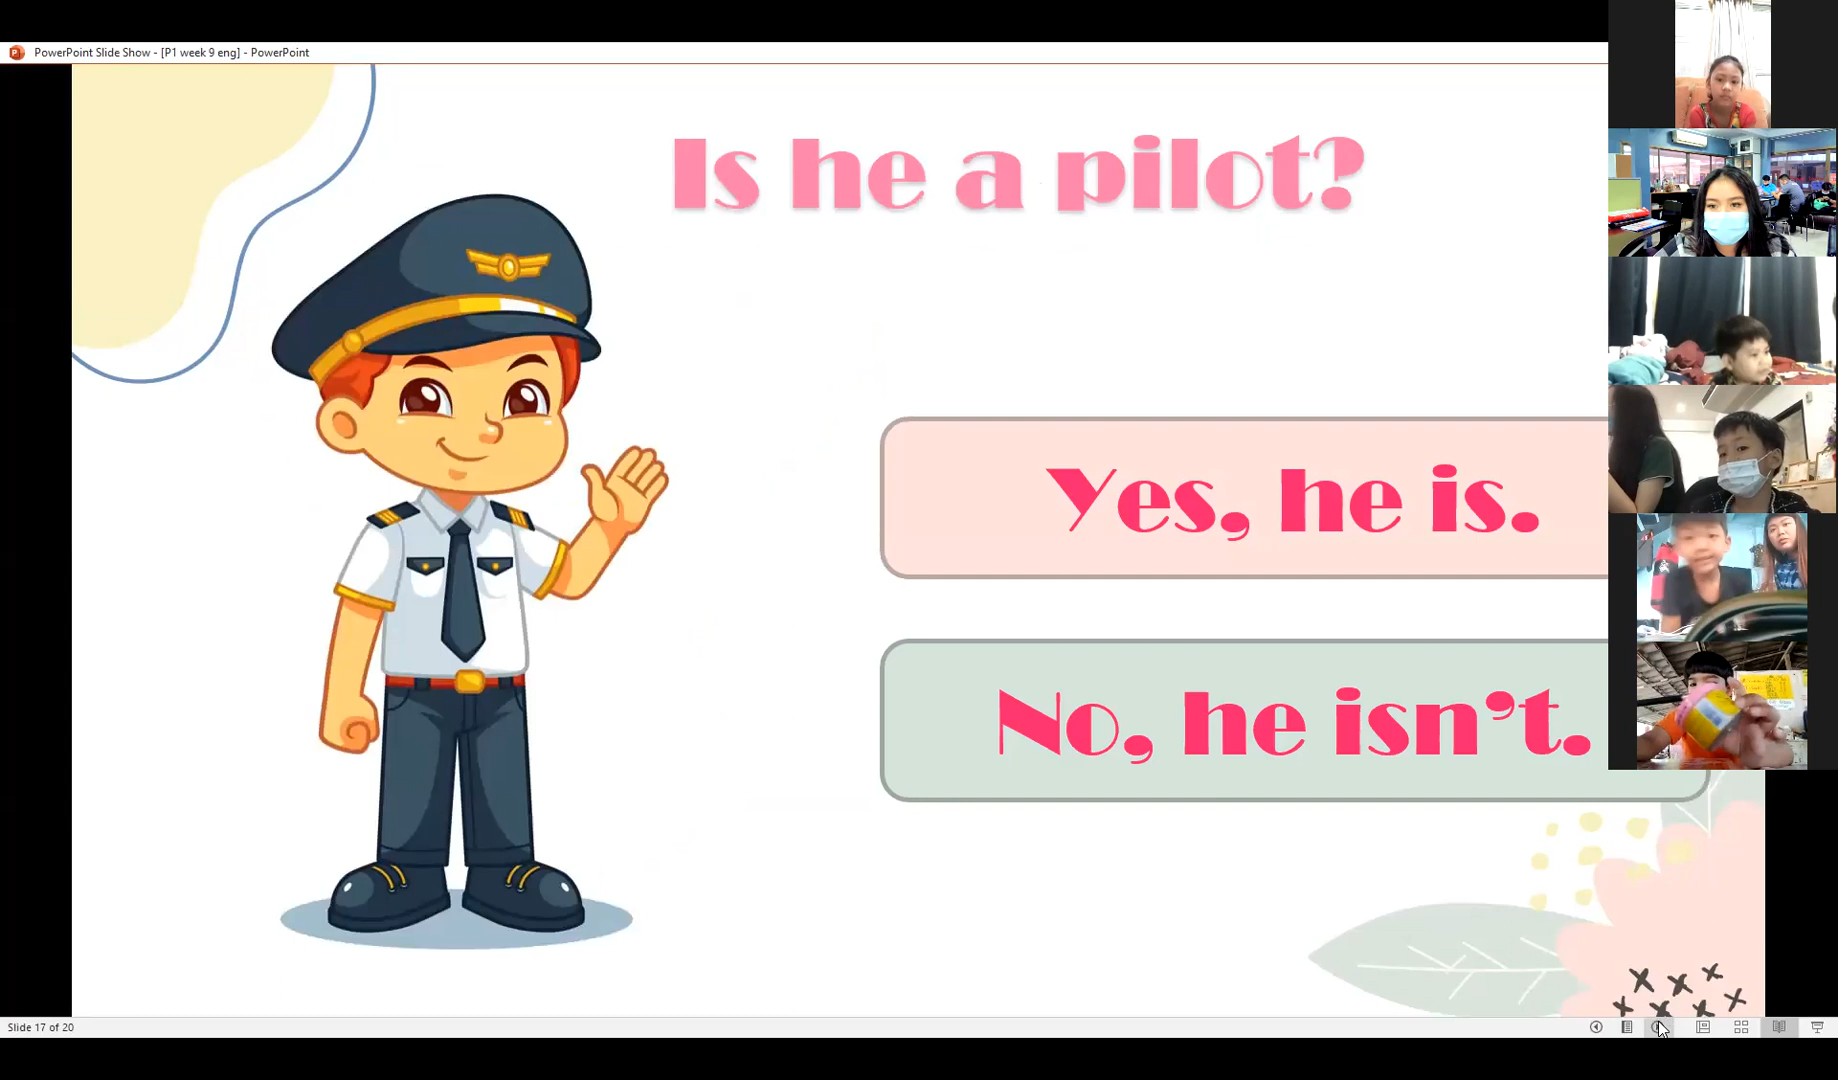 PowerPoint Slide Show - [P1 week 9 eng] - PowerPoint
Is he a pilot?
Yes, he is.
No, he isn't.
Slide 17 of 20